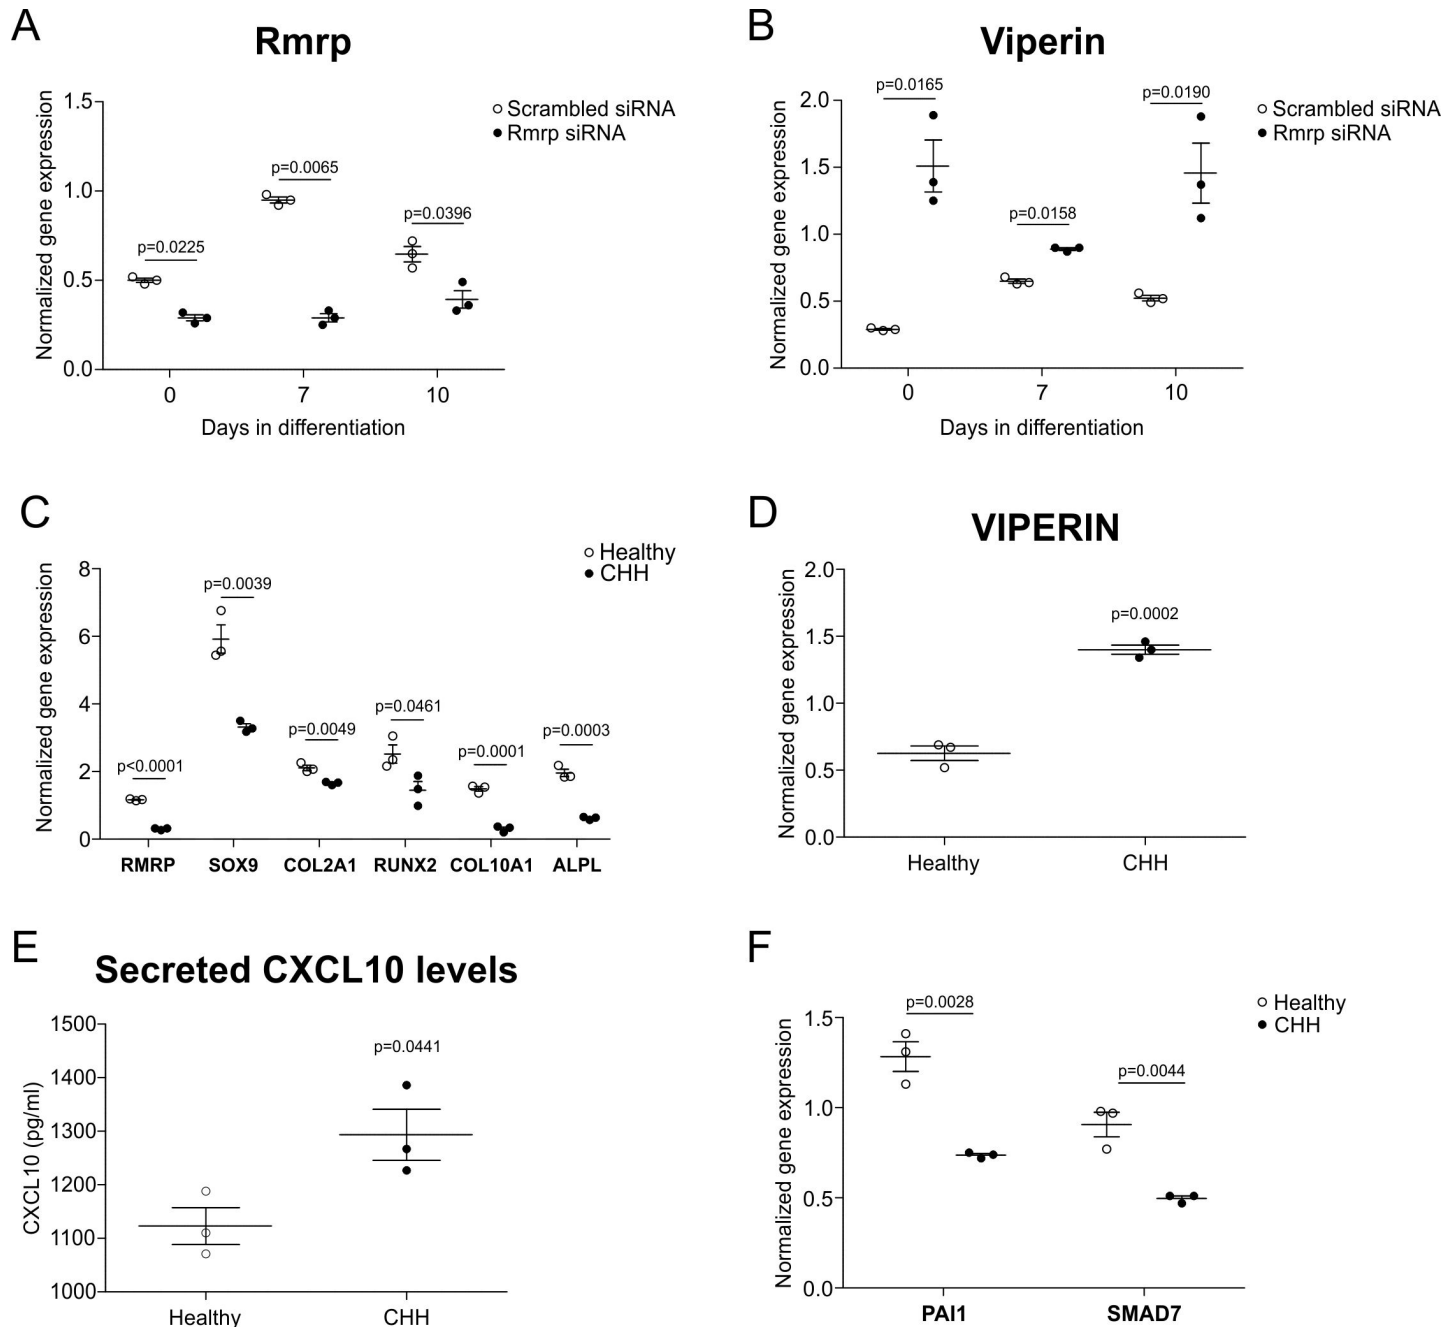 A
Rmrp
Normalized gene expression
1.5
1.0
0.5
0.0
p=0.0225
p=0.0065
p=0.0396
Scrambled siRNA
Rmrp siRNA
0 7 10
Days in differentiation
B
Viperin
Normalized gene expression
2.0
1.5
1.0
0.5
0.0
p=0.0165
p=0.0158
p=0.0190
Scrambled siRNA
Rmrp siRNA
0 7 10
Days in differentiation
C
Normalized gene expression
8
6
4
2
0
p<0.0001
p=0.0039
p=0.0049
p=0.0461
p=0.0001
p=0.0003
Healthy
CHH
RMRP SOX9 COL2A1 RUNX2 COL10A1 ALPL
D
VIPERIN
Normalized gene expression
2.0
1.5
1.0
0.5
0.0
p=0.0002
Healthy CHH
E
Secreted CXCL10 levels
CXCL10 (pg/ml)
1500
1400
1300
1200
1100
1000
p=0.0441
Healthy CHH
F
Normalized gene expression
1.5
1.0
0.5
0.0
p=0.0028
p=0.0044
Healthy
CHH
PAI1 SMAD7